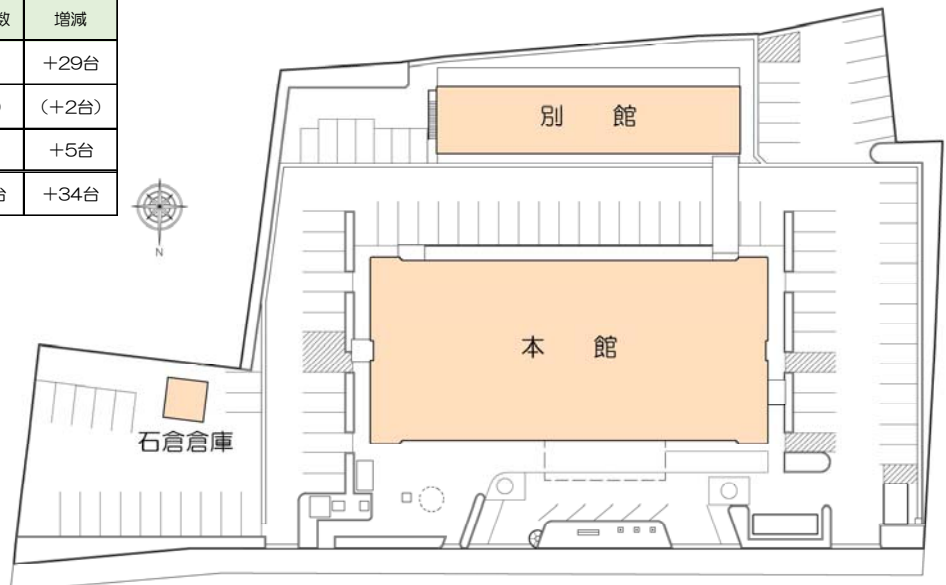 数 増減
+29台
) (+2台)
+5台
台 +34台
N
別 館
本 館
石倉倉庫